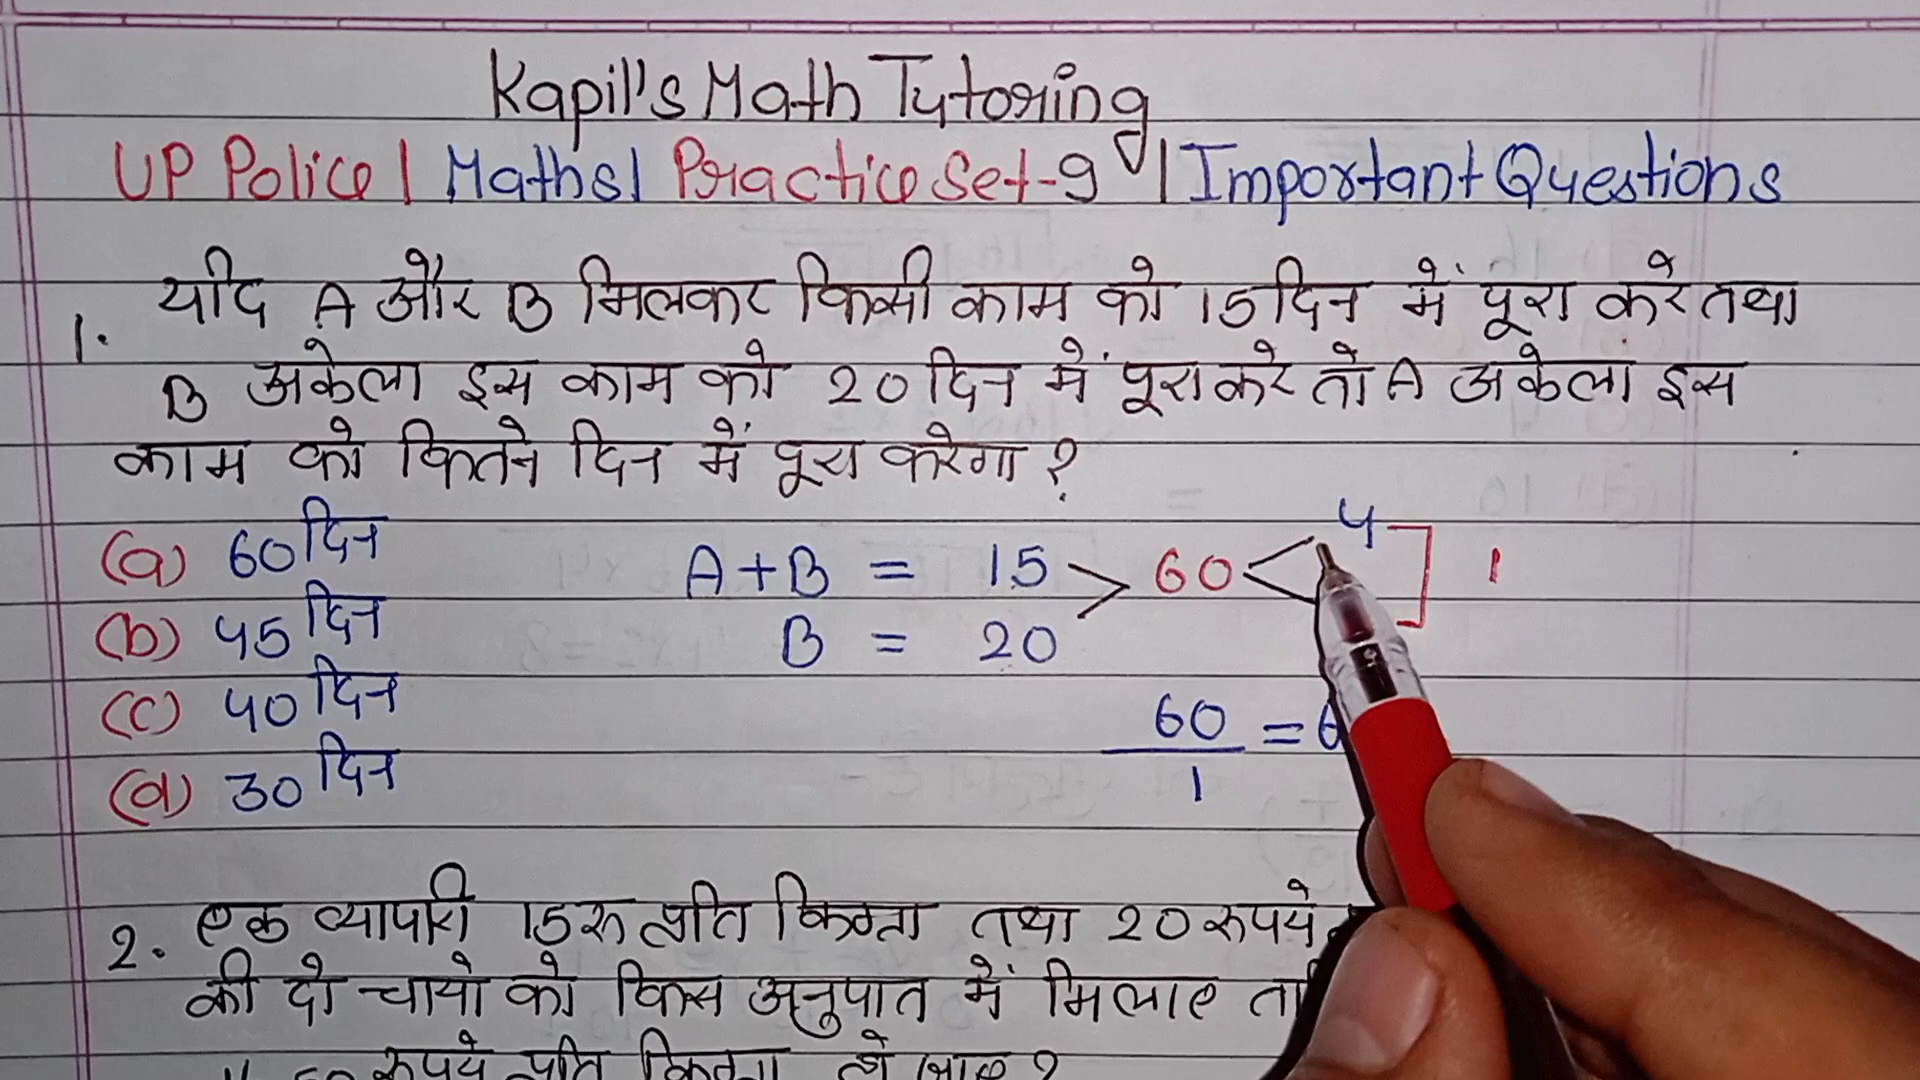 Kapil's Math Tutoring
UP Police | Maths | Practice Set-9 | Important Questions
1. यदि A और B मिलकर किसी काम को 15 दिन में पूरा करे तथा
B अकेला इस काम को 20 दिन में पूरा करे तो A अकेला इस
काम को कितने दिन में पूरा करेगा ?
(a) 60 दिन
(b) 45 दिन
(c) 40 दिन
(d) 30 दिन
A + B = 15 > 60 < 4 ] 1
B = 20
60 =
1
2. एक व्यापारी 15 रु प्रति किग्रा तथा 20 रूपये
की दो चायो को किस अनुपात में मिलाए
रूपये प्रति किग्रा हो जाए ?